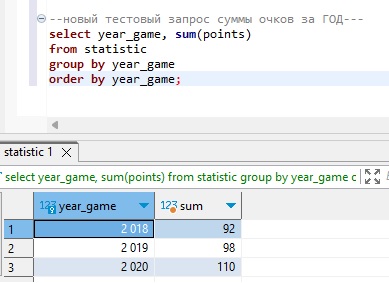 --новый тестовый запрос суммы очков за ГОД---
select year_game, sum(points)
from statistic
group by year_game
order by year_game;
statistic 1
select year_game, sum(points) from statistic group by year_game
123 year_game 123 sum
1 2 018 92
2 2 019 98
3 2 020 110